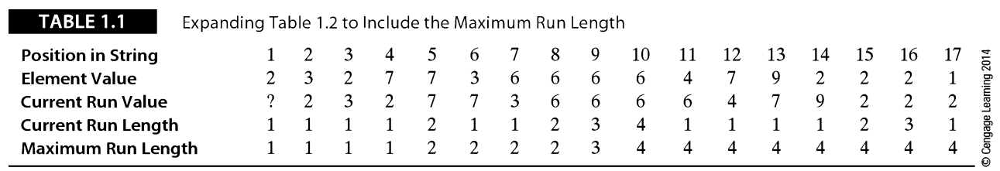 TABLE 1.1 Expanding Table 1.2 to Include the Maximum Run Length
Position in String 1 2 3 4 5 6 7 8 9 10 11 12 13 14 15 16 17
Element Value 2 3 2 7 7 3 6 6 6 6 4 7 9 2 2 2 1
Current Run Value ? 2 3 2 7 7 3 6 6 6 6 4 7 9 2 2 2
Current Run Length 1 1 1 1 2 1 1 2 3 4 1 1 1 1 2 3 1
Maximum Run Length 1 1 1 1 2 2 2 2 3 4 4 4 4 4 4 4 4
© Cengage Learning 2014